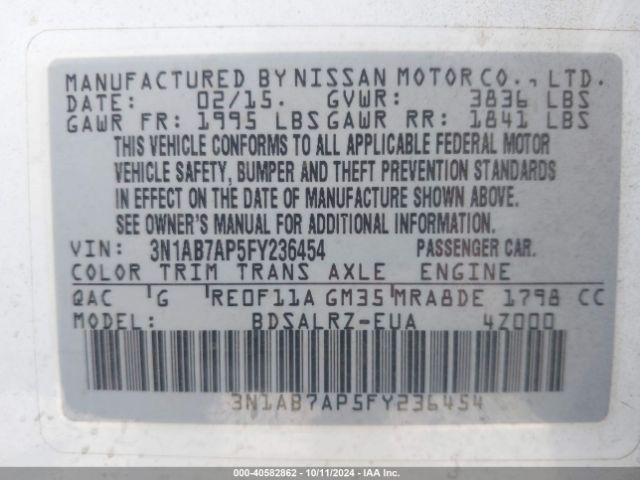 MANUFACTURED BY NISSAN MOTOR CO., LTD.
DATE: 02/15. GVWR: 3836 LBS
GAWR FR: 1995 LBS GAWR RR: 1841 LBS
THIS VEHICLE CONFORMS TO ALL APPLICABLE FEDERAL MOTOR
VEHICLE SAFETY, BUMPER AND THEFT PREVENTION STANDARDS
IN EFFECT ON THE DATE OF MANUFACTURE SHOWN ABOVE.
SEE OWNER'S MANUAL FOR ADDITIONAL INFORMATION.
VIN: 3N1AB7AP5FY236454 PASSENGER CAR.
COLOR TRIM TRANS AXLE ENGINE
QAC G RE0F11A GM35 MRA8DE 1798 CC
MODEL: BDSALRZ-EUA 4Z000
3N1AB7AP5FY236454
000-40582862 - 10/11/2024 - IAA Inc.